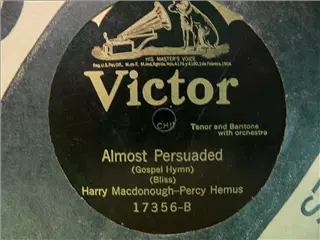 HIS MASTER'S VOICE
Victor
Tenor and Baritone
with orchestra
Almost Persuaded
(Gospel Hymn)
(Bliss)
Harry Macdonough-Percy Hemus
17356-B